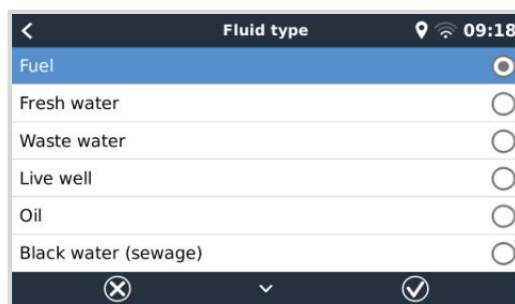 Fluid type 09:18
Fuel
Fresh water
Waste water
Live well
Oil
Black water (sewage)